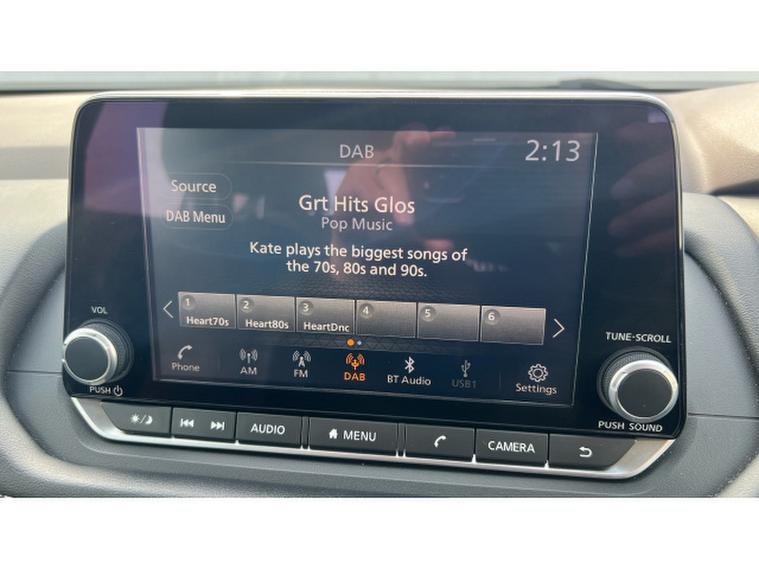 DAB
2:13
Source
DAB Menu
Grt Hits Glos
Pop Music
Kate plays the biggest songs of
the 70s, 80s and 90s.
1 2 3 4 5 6
Heart70s Heart80s HeartDnc
Phone AM FM DAB BT Audio USB1 Settings
VOL
PUSH
TUNE·SCROLL
PUSH SOUND
AUDIO MENU CAMERA